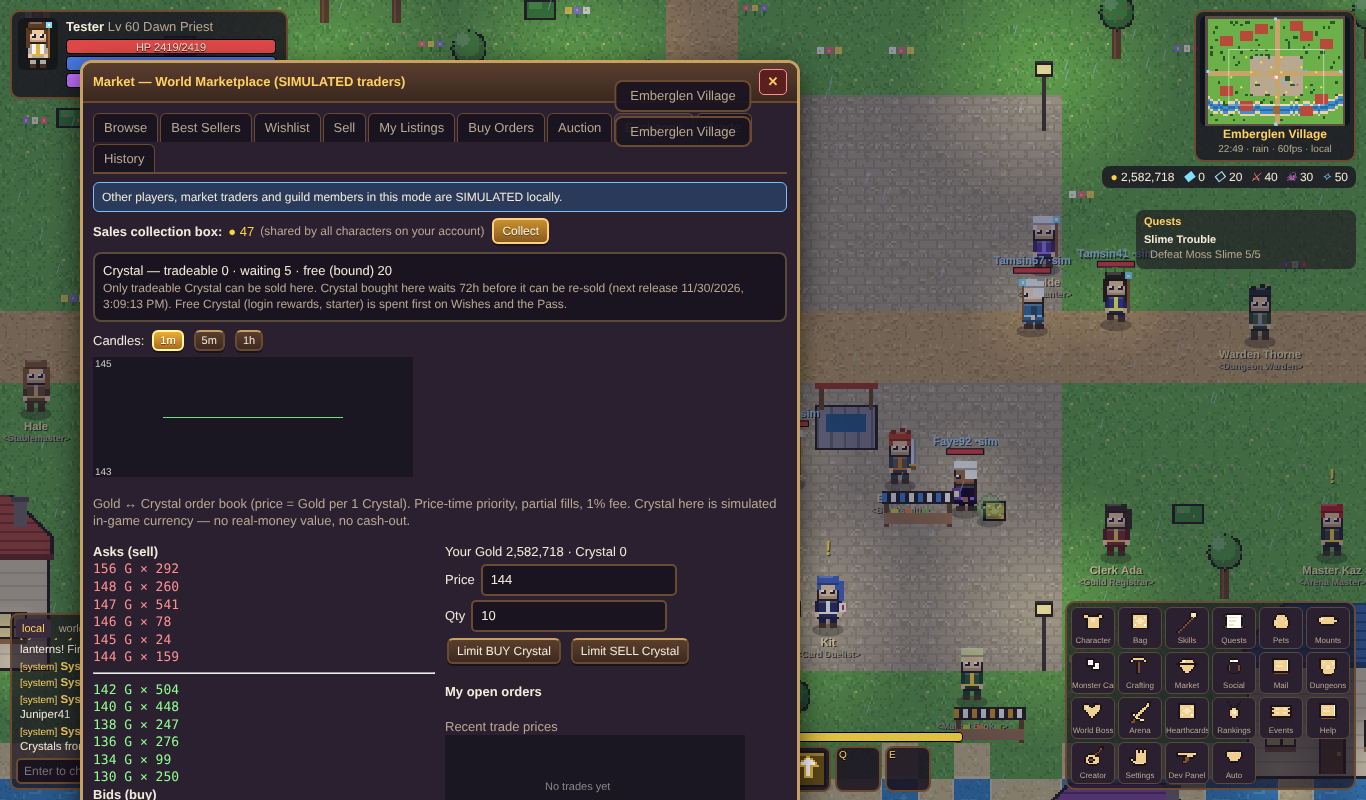 Tester Lv 60 Dawn Priest
HP 2419/2419
Market — World Marketplace (SIMULATED traders)
×
Emberglen Village
Emberglen Village
Browse
Best Sellers
Wishlist
Sell
My Listings
Buy Orders
Auction
History
Other players, market traders and guild members in this mode are SIMULATED locally.
Sales collection box: ● 47 (shared by all characters on your account)
Collect
Crystal — tradeable 0 · waiting 5 · free (bound) 20
Only tradeable Crystal can be sold here. Crystal bought here waits 72h before it can be re-sold (next release 11/30/2026,
3:09:13 PM). Free Crystal (login rewards, starter) is spent first on Wishes and the Pass.
Candles:
1m
5m
1h
145
143
Gold ↔ Crystal order book (price = Gold per 1 Crystal). Price-time priority, partial fills, 1% fee. Crystal here is simulated
in-game currency — no real-money value, no cash-out.
Asks (sell)
156 G × 292
148 G × 260
147 G × 541
146 G × 78
145 G × 24
144 G × 159
142 G × 504
140 G × 448
138 G × 247
136 G × 276
134 G × 99
130 G × 250
Bids (buy)
Your Gold 2,582,718 · Crystal 0
Price 144
Qty 10
Limit BUY Crystal
Limit SELL Crystal
My open orders
Recent trade prices
No trades yet
Emberglen Village
22:49 · rain · 60fps · local
2,582,718
0
20
40
30
50
Quests
Slime Trouble
Defeat Moss Slime 5/5
Tamsin57 ·sim
Tamsin41 ·sim
Warden Thorne
<Dungeon Warden>
Hale
<Stablemaster>
Faye92 ·sim
!
!
Clerk Ada
<Guild Registrar>
Master Kaz
<Arena Master>
Kit
<Card Duelist>
local
lanterns!
[system]
[system]
[system]
Juniper41
[system]
Crystals
Enter to
Q
E
Character
Bag
Skills
Quests
Pets
Mounts
Monster Ca
Crafting
Market
Social
Mail
Dungeons
World Boss
Arena
Hearthcards
Rankings
Events
Help
Creator
Settings
Dev Panel
Auto